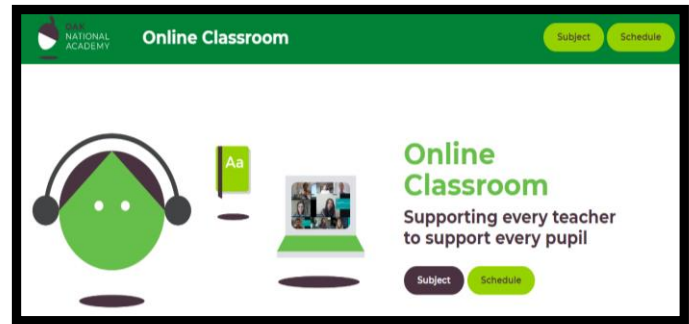 OAK
NATIONAL
ACADEMY
Online Classroom
Subject
Schedule
Aa
Online
Classroom
Supporting every teacher
to support every pupil
Subject
Schedule